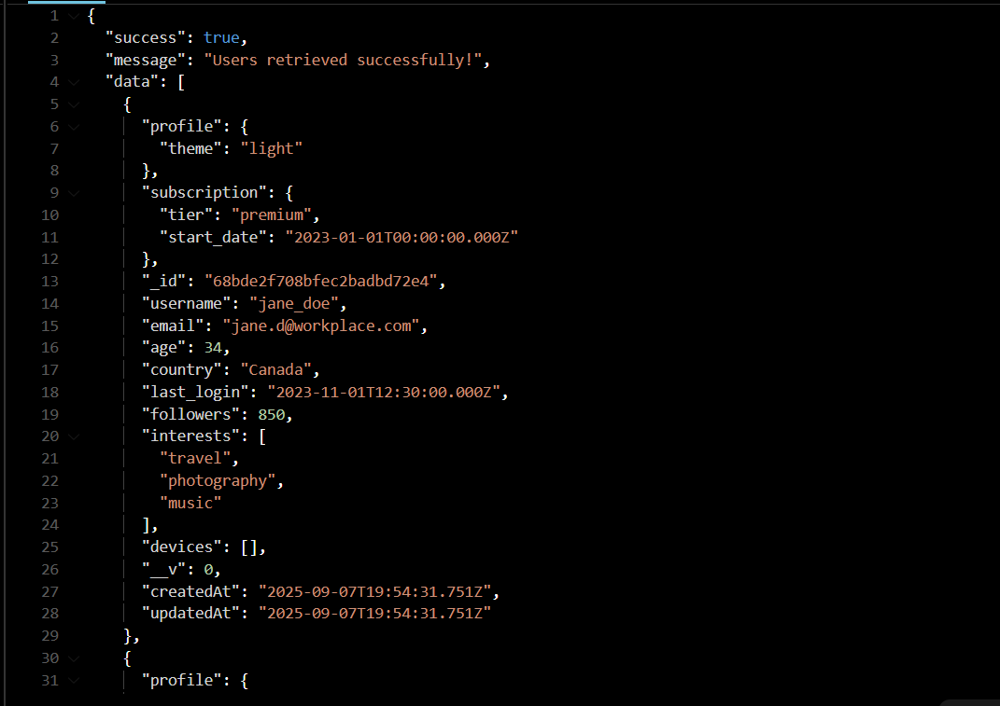 1 {
2 "success": true,
3 "message": "Users retrieved successfully!",
4 "data": [
5 {
6 "profile": {
7 "theme": "light"
8 },
9 "subscription": {
10 "tier": "premium",
11 "start_date": "2023-01-01T00:00:00.000Z"
12 },
13 "_id": "68bde2f708bfec2badbd72e4",
14 "username": "jane_doe",
15 "email": "jane.d@workplace.com",
16 "age": 34,
17 "country": "Canada",
18 "last_login": "2023-11-01T12:30:00.000Z",
19 "followers": 850,
20 "interests": [
21 "travel",
22 "photography",
23 "music"
24 ],
25 "devices": [],
26 "__v": 0,
27 "createdAt": "2025-09-07T19:54:31.751Z",
28 "updatedAt": "2025-09-07T19:54:31.751Z"
29 },
30 {
31 "profile": {